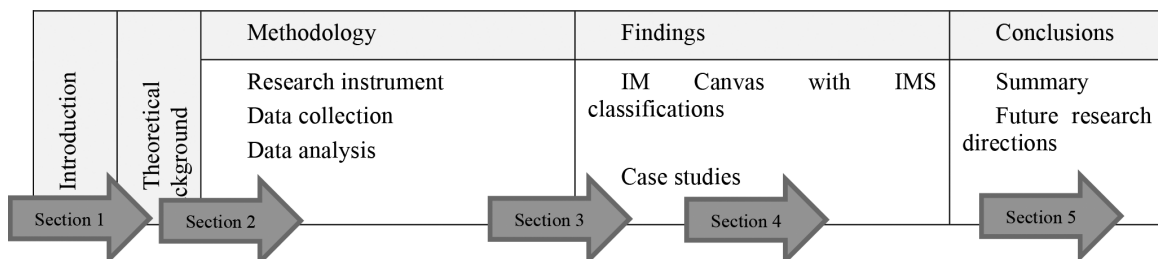 Introduction
Theoretical
ckground
Methodology
Research instrument
Data collection
Data analysis
Findings
IM Canvas with IMS
classifications
Case studies
Conclusions
Summary
Future research
directions
Section 1
Section 2
Section 3
Section 4
Section 5